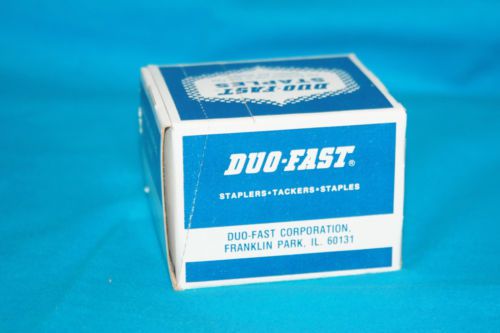 DUO-FAST
STAPLES
DUO-FAST®
STAPLERS•TACKERS•STAPLES
DUO-FAST CORPORATION.
FRANKLIN PARK, IL. 60131